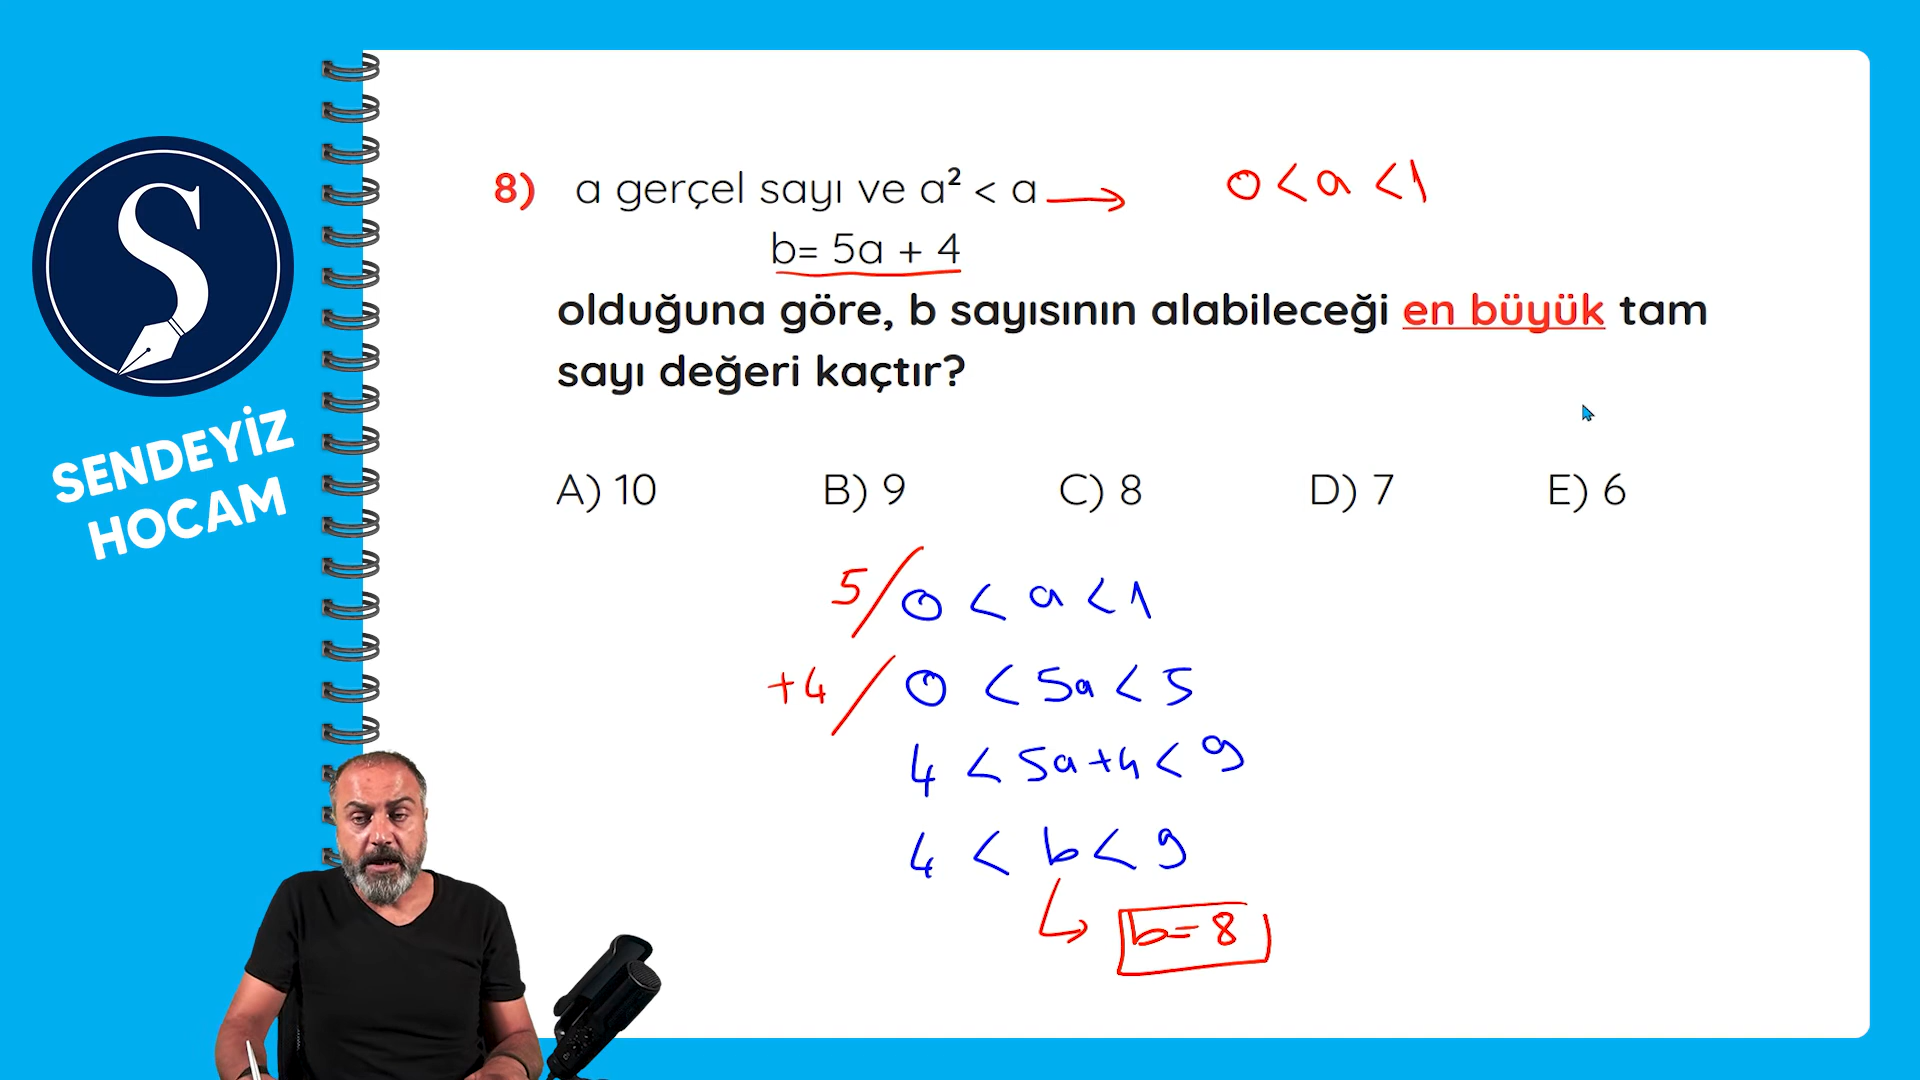 SENDEYİZ
HOCAM
8) a gerçel sayı ve a² < a → 0 < a < 1
b= 5a + 4
olduğuna göre, b sayısının alabileceği en büyük tam
sayı değeri kaçtır?
A) 10 B) 9 C) 8 D) 7 E) 6
5/ 0 < a < 1
+4/ 0 < 5a < 5
4 < 5a+4 < 9
4 < b < 9
↳ b=8